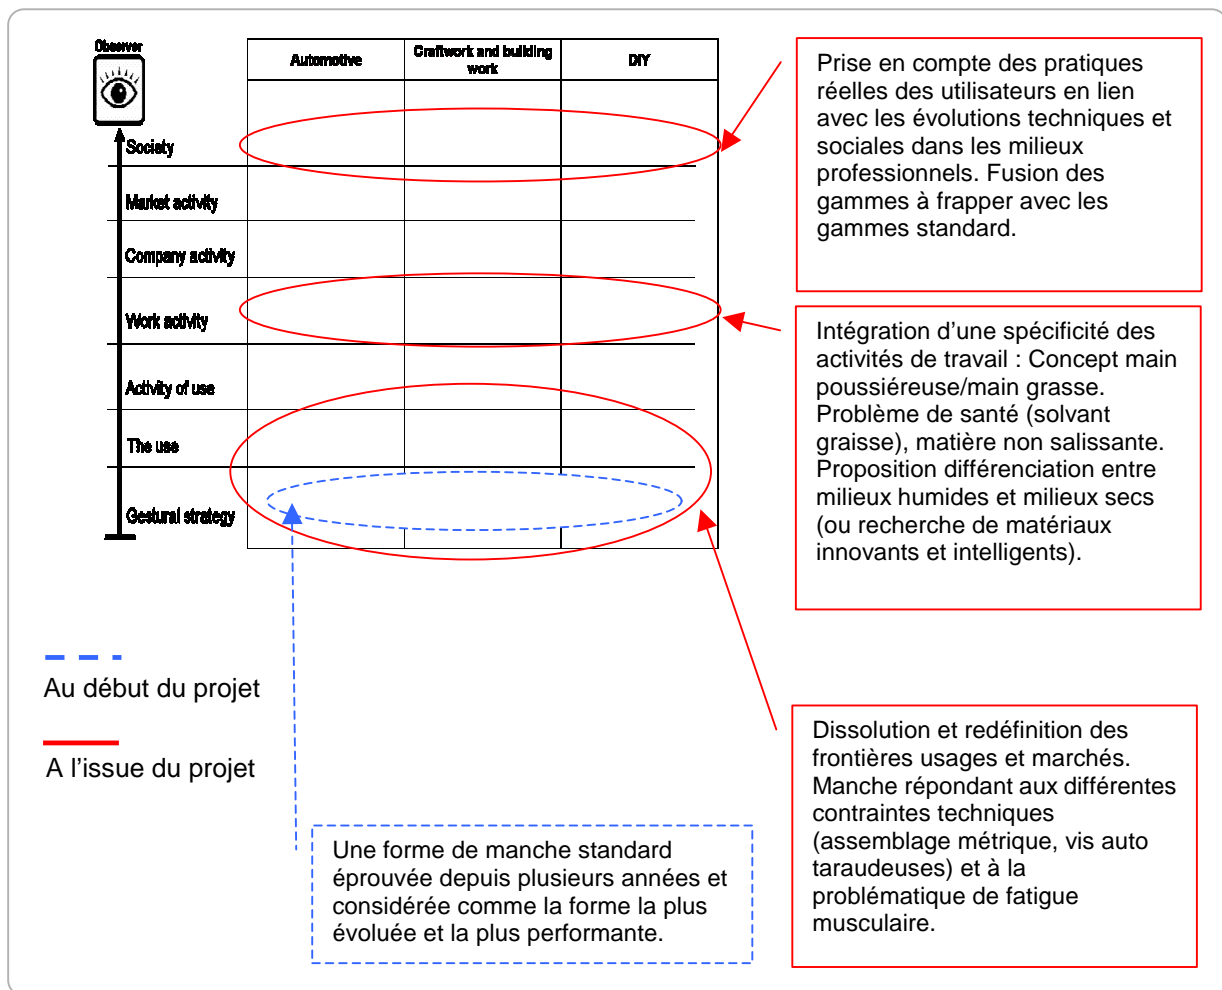 Observer
Automotive
Craftwork and building
work
DIY
Society
Market activity
Company activity
Work activity
Activity of use
The use
Gestural strategy
Prise en compte des pratiques
réelles des utilisateurs en lien
avec les évolutions techniques et
sociales dans les milieux
professionnels. Fusion des
gammes à frapper avec les
gammes standard.
Intégration d’une spécificité des
activités de travail : Concept main
poussiéreuse/main grasse.
Problème de santé (solvant
graisse), matière non salissante.
Proposition différenciation entre
milieux humides et milieux secs
(ou recherche de matériaux
innovants et intelligents).
Au début du projet
A l’issue du projet
Dissolution et redéfinition des
frontières usages et marchés.
Manche répondant aux différentes
contraintes techniques
(assemblage métrique, vis auto
taraudeuses) et à la
problématique de fatigue
musculaire.
Une forme de manche standard
éprouvée depuis plusieurs années et
considérée comme la forme la plus
évoluée et la plus performante.